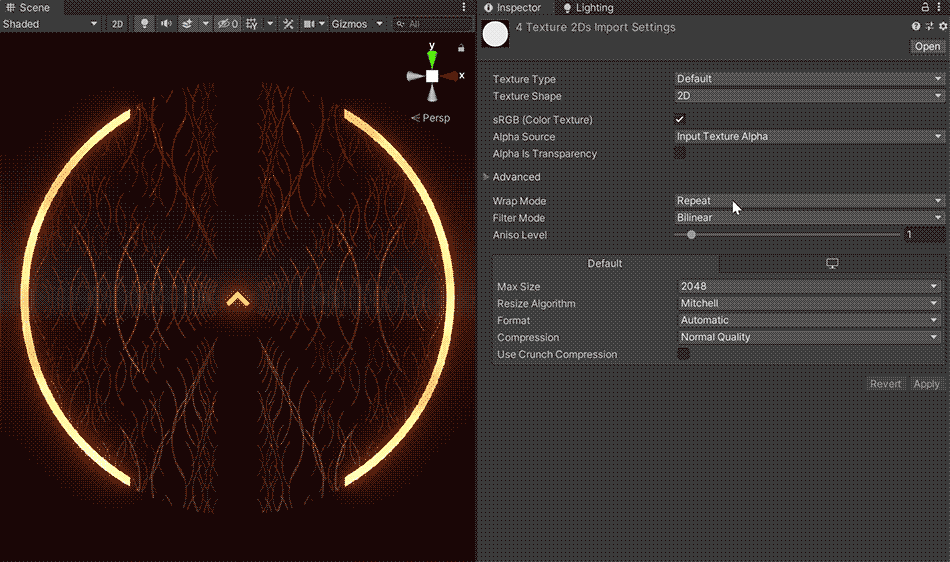 Scene
Shaded
2D
0
Gizmos
All
y
x
Persp
Inspector
Lighting
4 Texture 2Ds Import Settings
Open
Texture Type Default
Texture Shape 2D
sRGB (Color Texture)
Alpha Source Input Texture Alpha
Alpha Is Transparency
Advanced
Wrap Mode Repeat
Filter Mode Bilinear
Aniso Level 1
Default
Max Size 2048
Resize Algorithm Mitchell
Format Automatic
Compression Normal Quality
Use Crunch Compression
Revert Apply